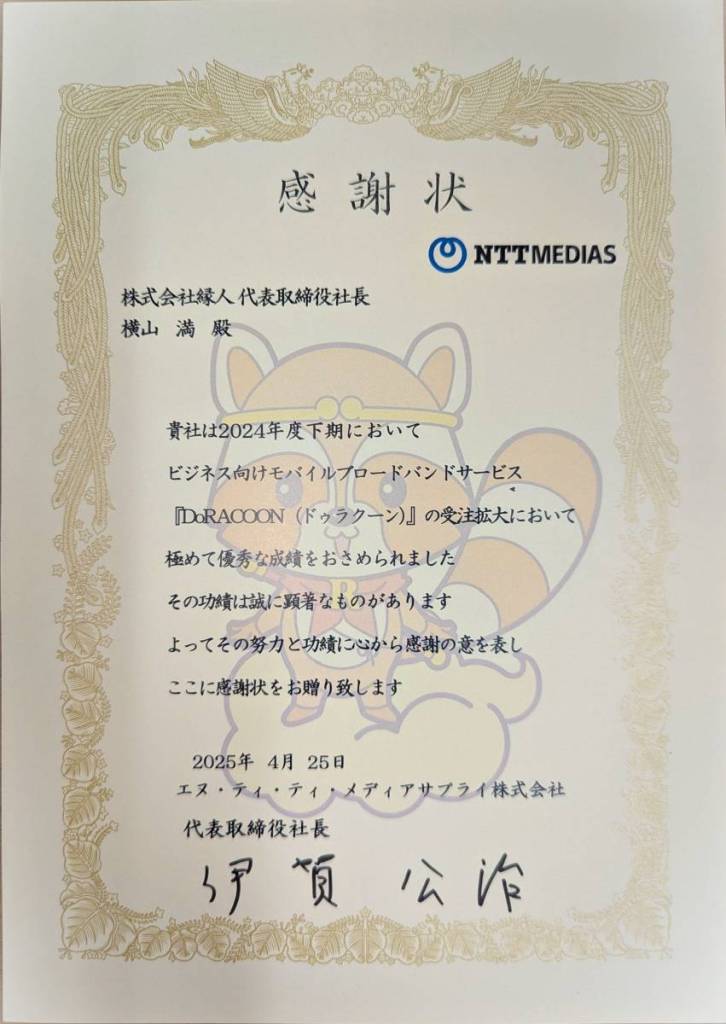 感謝状
NTT MEDIAS
株式会社縁人 代表取締役社長
横山 満 殿
貴社は2024年度下期において
ビジネス向けモバイルブロードバンドサービス
『DoRACOON（ドゥラクーン）』の受注拡大において
極めて優秀な成績をおさめられました
その功績は誠に顕著なものがあります
よってその努力と功績に心から感謝の意を表し
ここに感謝状をお贈り致します
2025年 4月 25日
エヌ・ティ・ティ・メディアサプライ株式会社
代表取締役社長
伊賀 公治